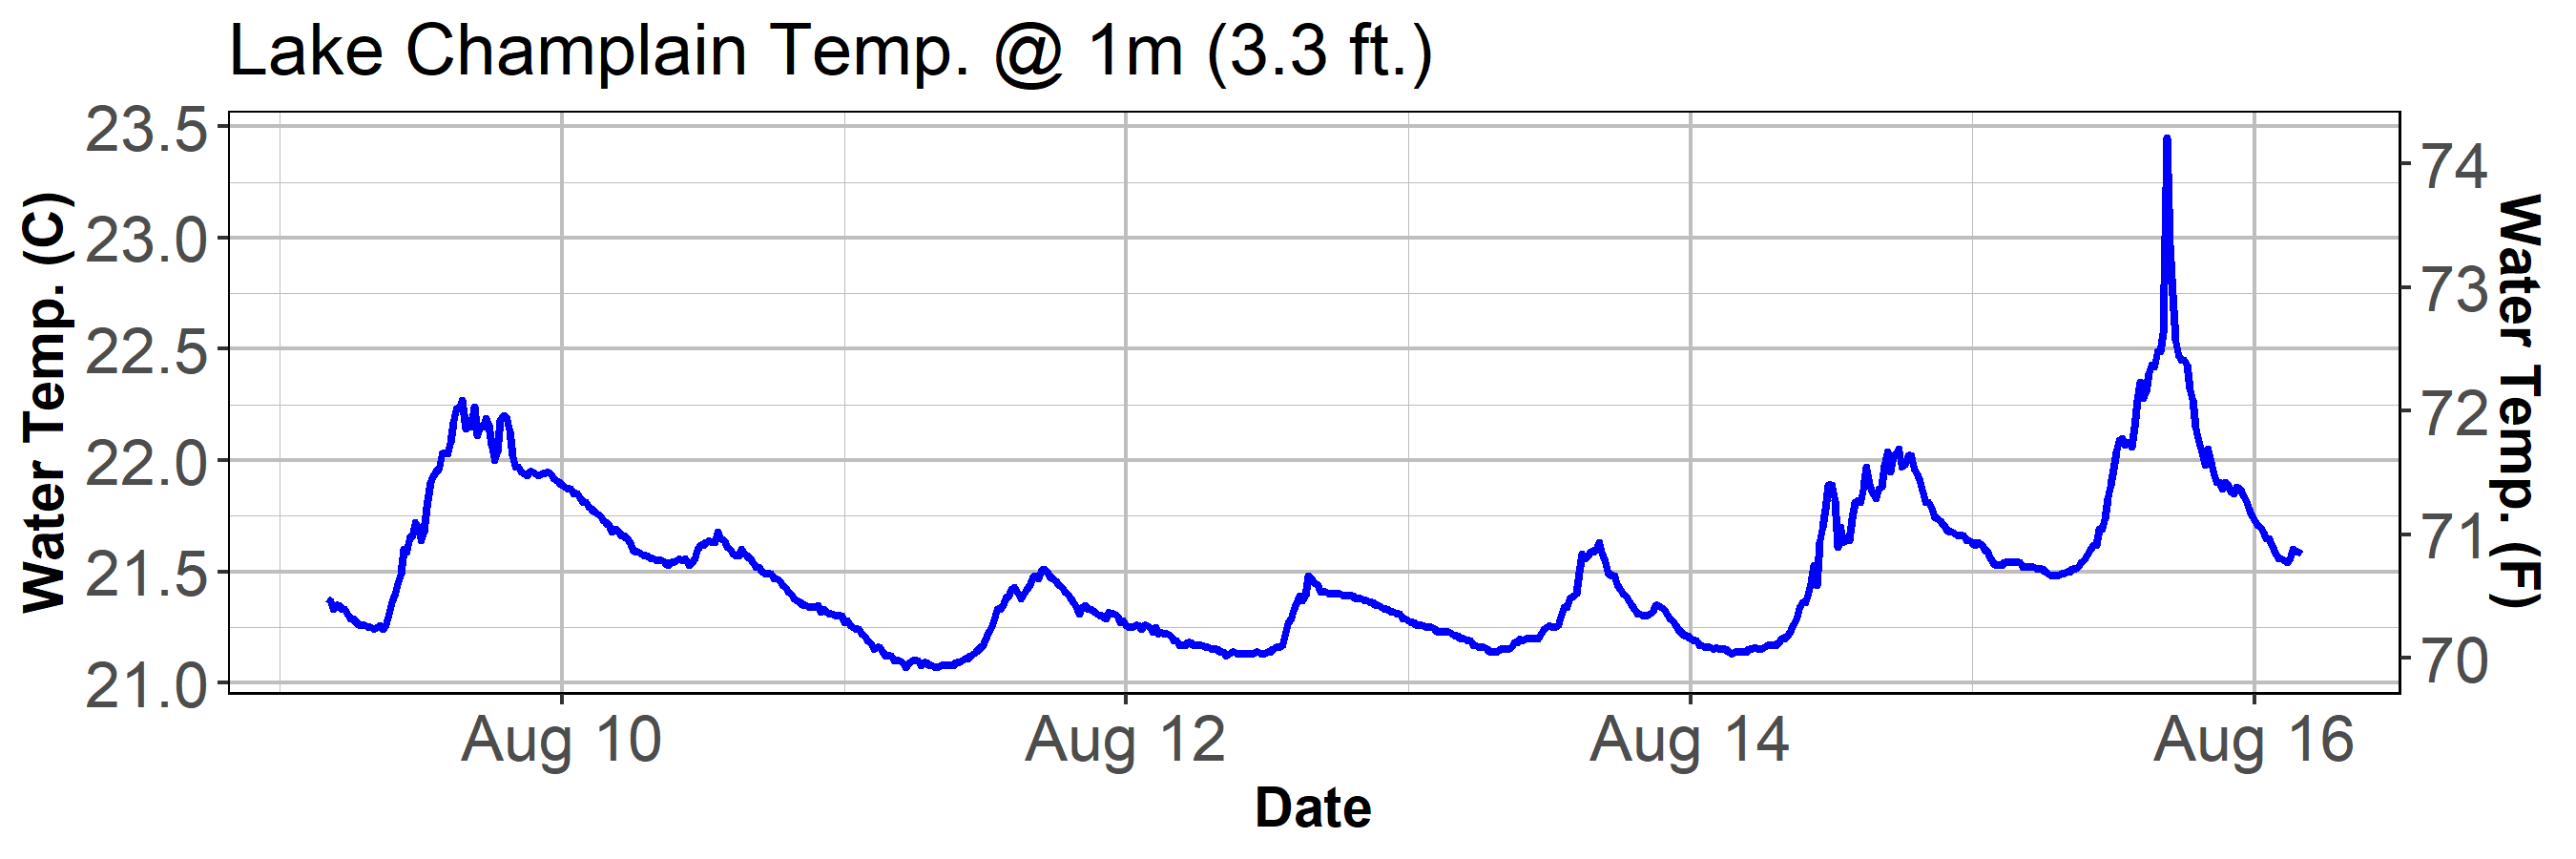 Lake Champlain Temp. @ 1m (3.3 ft.)
Water Temp. (C)
23.5
23.0
22.5
22.0
21.5
21.0
74
73
72
71
70
Water Temp. (F)
Aug 10
Aug 12
Aug 14
Aug 16
Date